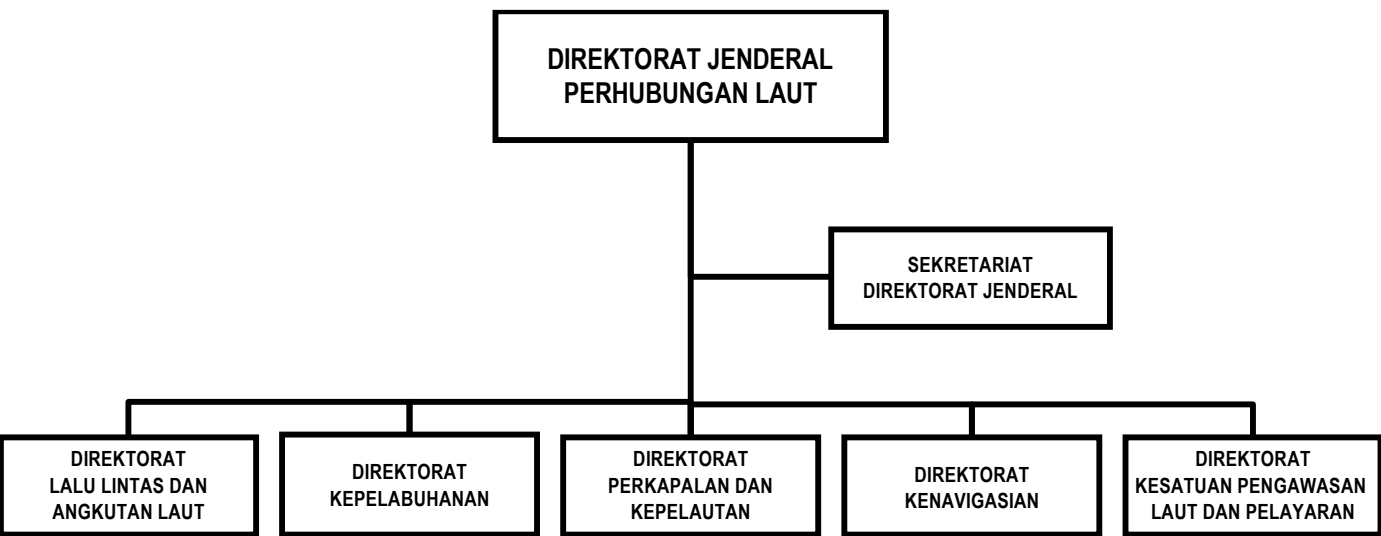 DIREKTORAT JENDERAL
PERHUBUNGAN LAUT
SEKRETARIAT
DIREKTORAT JENDERAL
DIREKTORAT
LALU LINTAS DAN
ANGKUTAN LAUT
DIREKTORAT
KEPELABUHANAN
DIREKTORAT
PERKAPALAN DAN
KEPELAUTAN
DIREKTORAT
KENAVIGASIAN
DIREKTORAT
KESATUAN PENGAWASAN
LAUT DAN PELAYARAN